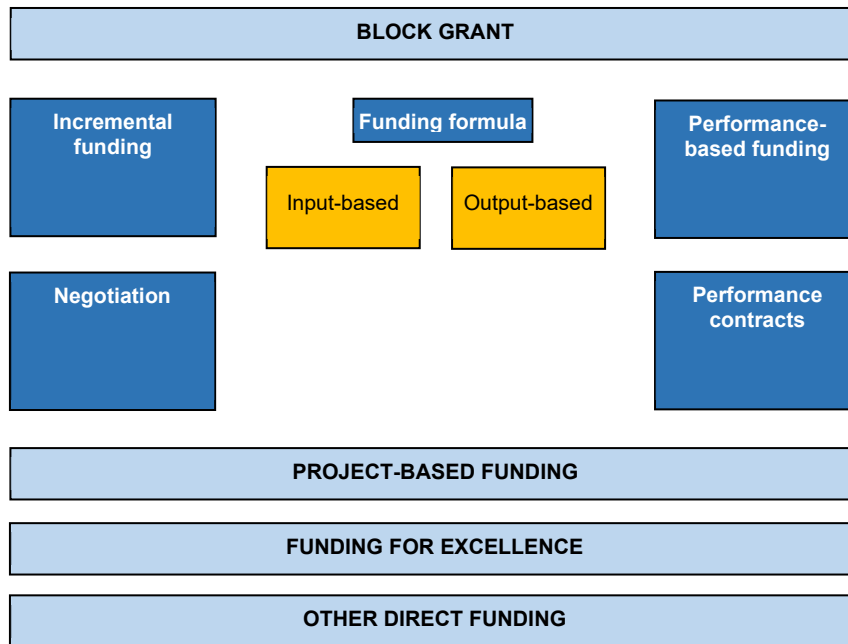 BLOCK GRANT
Incremental
funding
Funding formula
Performance-
based funding
Input-based
Output-based
Negotiation
Performance
contracts
PROJECT-BASED FUNDING
FUNDING FOR EXCELLENCE
OTHER DIRECT FUNDING